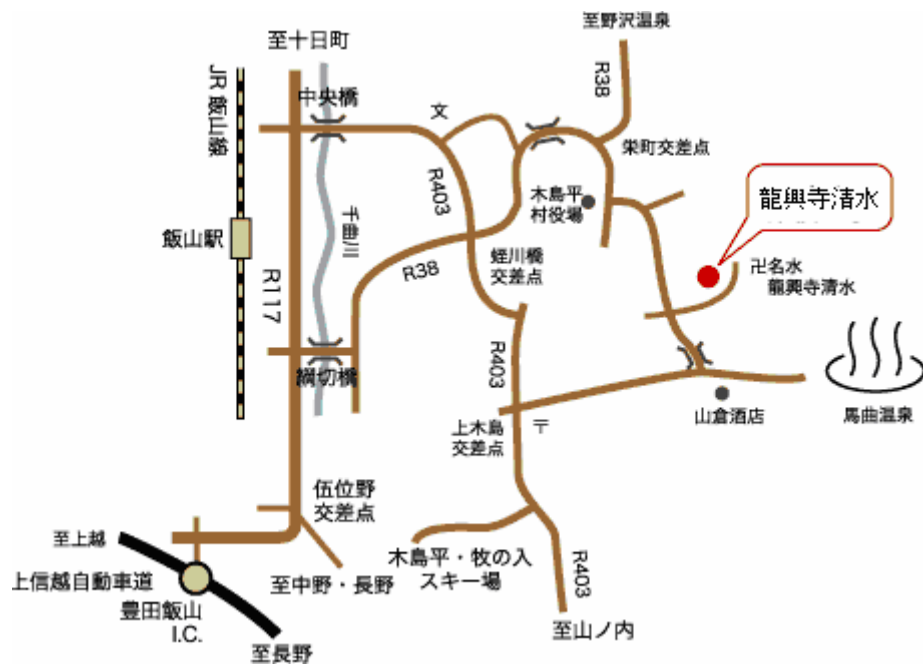 至野沢温泉
至十日町
JR飯山線
中央橋
文
R38
R403
栄町交差点
木島平
村役場
龍興寺清水
飯山駅
千曲川
蛭川橋
交差点
卍名水
龍興寺清水
R38
R117
R403
綱切橋
上木島
交差点
〒
山倉酒店
馬曲温泉
伍位野
交差点
至上越
木島平・牧の入
スキー場
R403
上信越自動車道
至中野・長野
豊田飯山
I.C.
至山ノ内
至長野